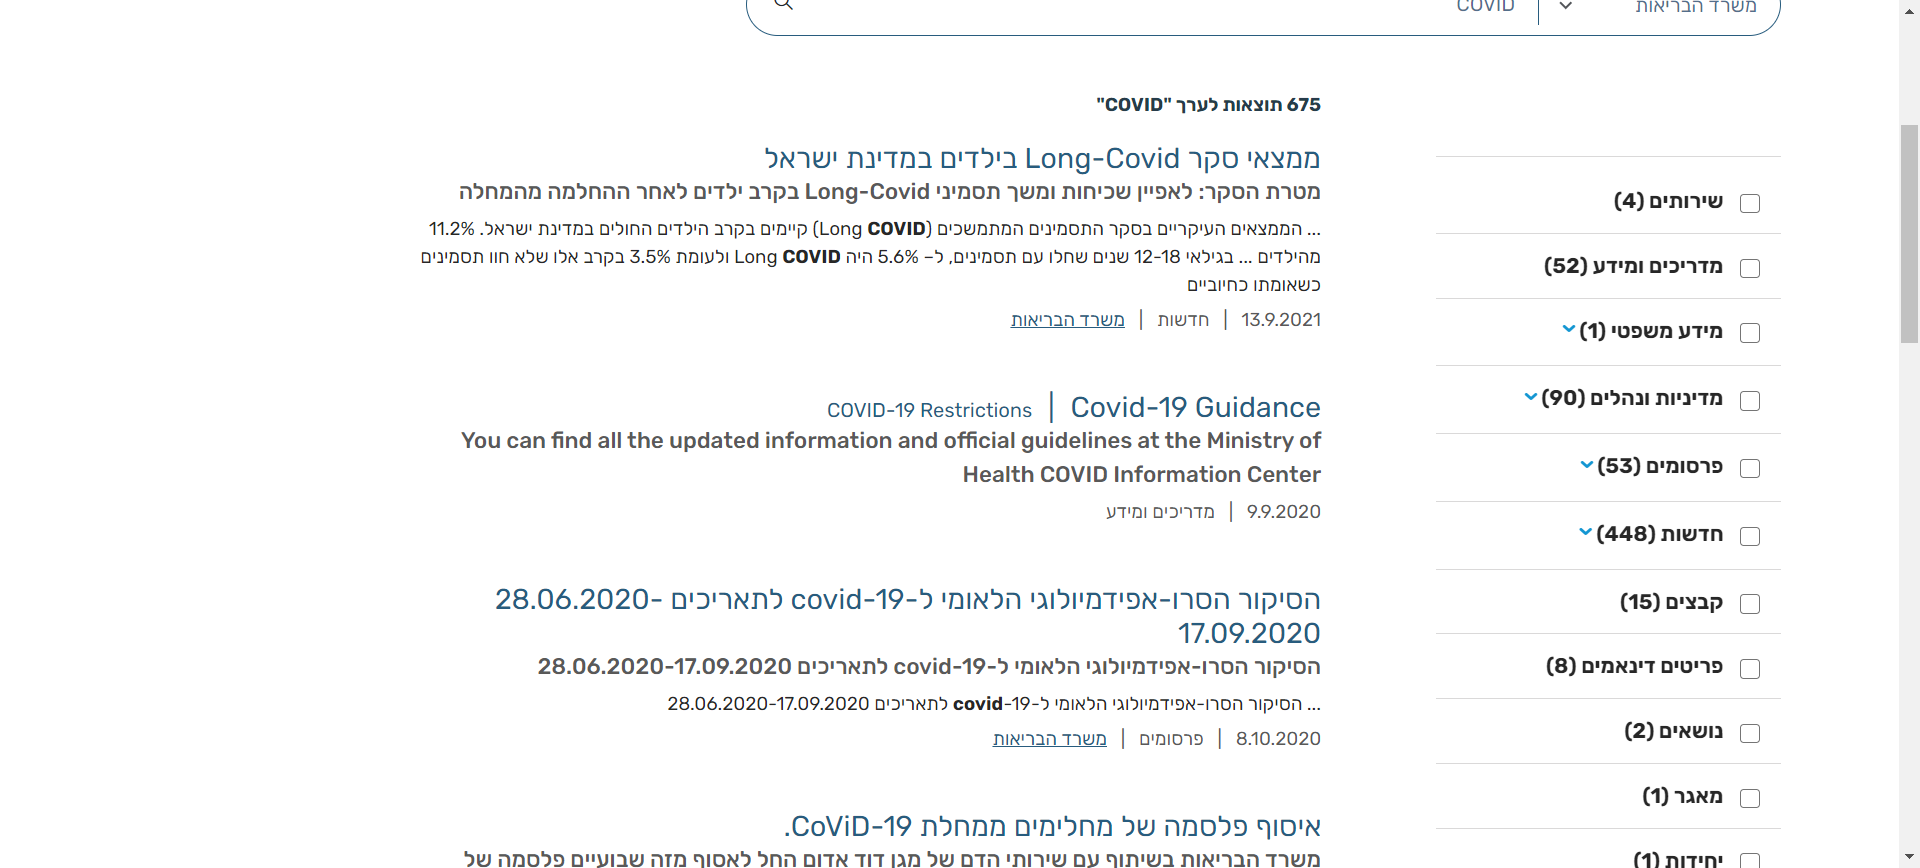 משרד הבריאות
COVID
675 תוצאות לערך "COVID"
ממצאי סקר Long-Covid בילדים במדינת ישראל
מטרת הסקר: לאפיין שכיחות ומשך תסמיני Long-Covid בקרב ילדים לאחר ההחלמה מהמחלה
... הממצאים העיקריים בסקר התסמינים המתמשכים (Long COVID) קיימים בקרב הילדים החולים במדינת ישראל. 11.2%
מהילדים ... בגילאי 12-18 שנים שחלו עם תסמינים, ל– 5.6% היה Long COVID ולעומת 3.5% בקרב אלו שלא חוו תסמינים
כשאומתו כחיוביים
13.9.2021 | חדשות | משרד הבריאות
Covid-19 Guidance | COVID-19 Restrictions
You can find all the updated information and official guidelines at the Ministry of
Health COVID Information Center
9.9.2020 | מדריכים ומידע
הסיקור הסרו-אפידמיולוגי הלאומי ל-covid-19 לתאריכים 28.06.2020-
17.09.2020
הסיקור הסרו-אפידמיולוגי הלאומי ל-covid-19 לתאריכים 28.06.2020-17.09.2020
... הסיקור הסרו-אפידמיולוגי הלאומי ל-covid-19 לתאריכים 28.06.2020-17.09.2020
8.10.2020 | פרסומים | משרד הבריאות
איסוף פלסמה של מחלימים ממחלת CoViD-19.
משרד הבריאות בשיתוף עם שירותי הדם של מגן דוד אדום החל לאסוף מזה שבועיים פלסמה של
שירותים (4)
מדריכים ומידע (52)
מידע משפטי (1)
מדיניות ונהלים (90)
פרסומים (53)
חדשות (448)
קבצים (15)
פריטים דינאמים (8)
נושאים (2)
מאגר (1)
יחידות (1)